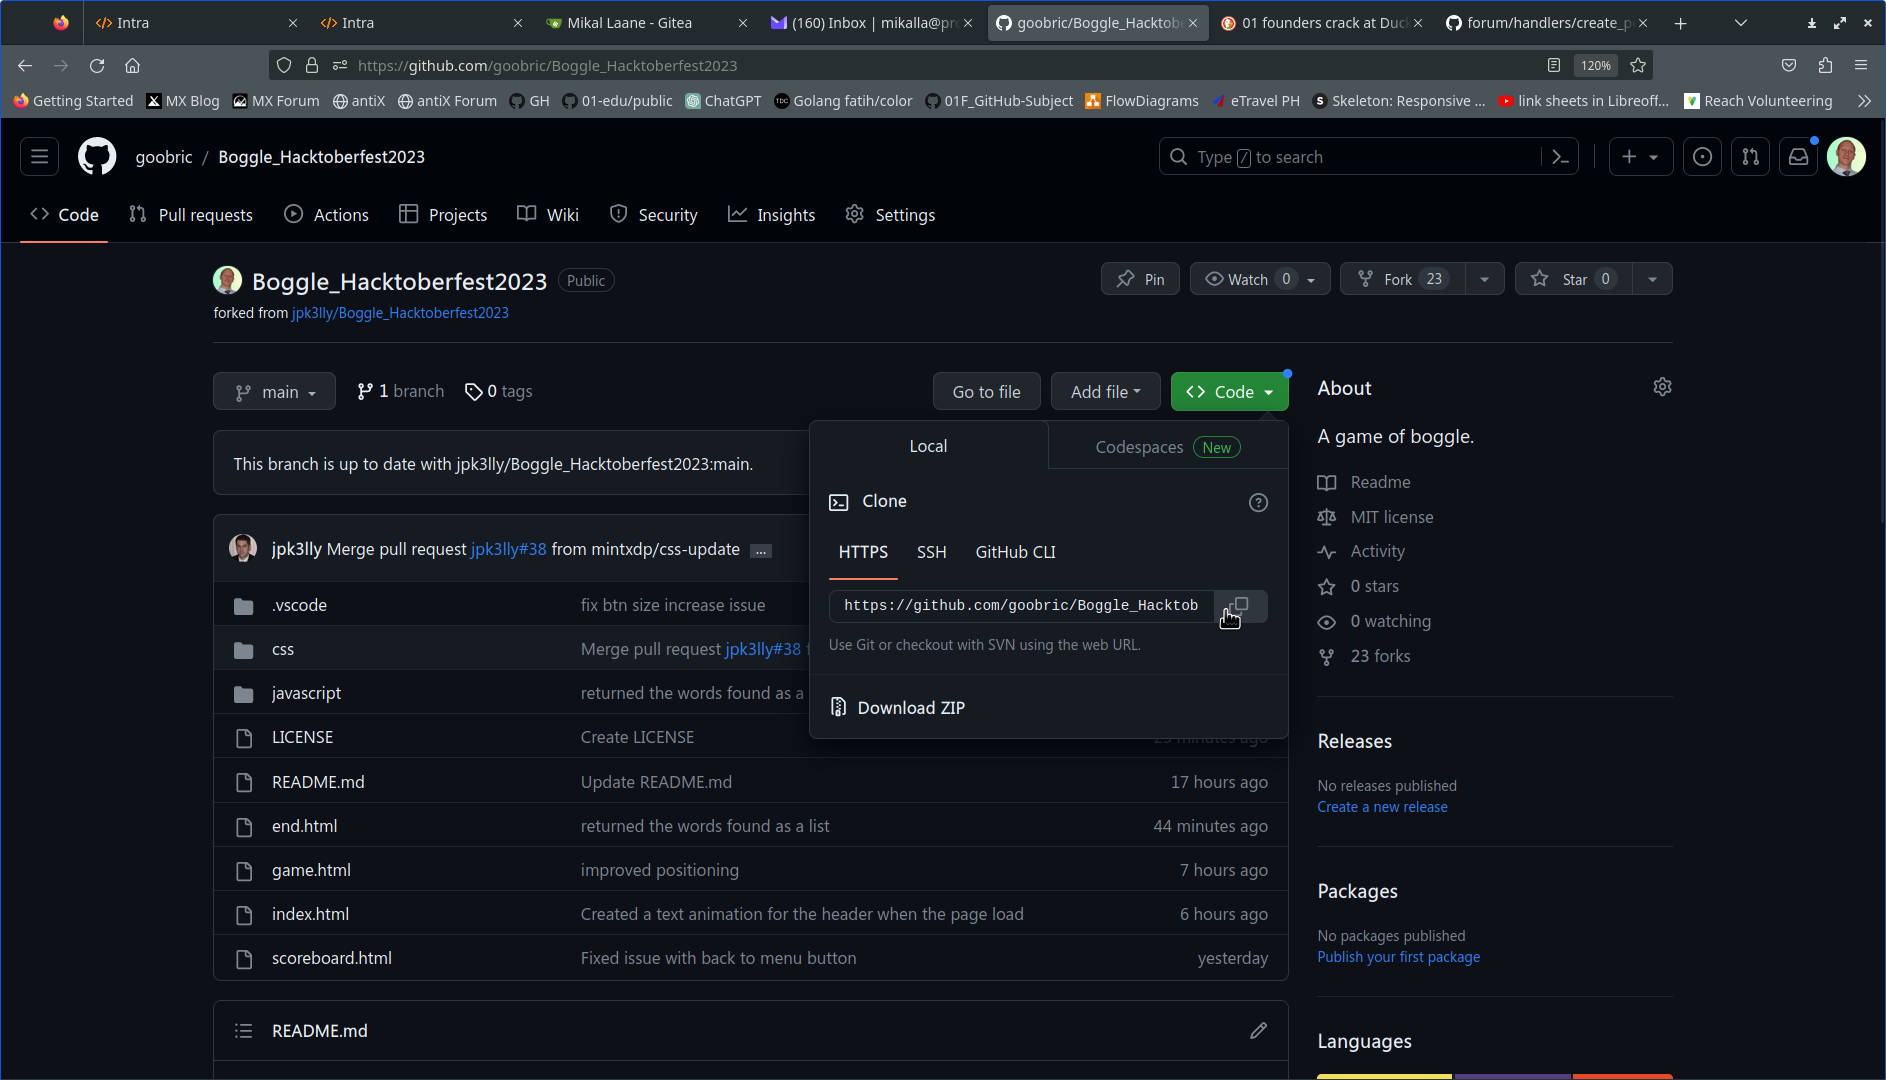 Intra
Intra
Mikal Laane - Gitea
(160) Inbox | mikalla@pr
goobric/Boggle_Hacktobe
01 founders crack at Duc
forum/handlers/create_p
https://github.com/goobric/Boggle_Hacktoberfest2023
120%
Getting Started
MX Blog
MX Forum
antiX
antiX Forum
GH
01-edu/public
ChatGPT
Golang fatih/color
01F_GitHub-Subject
FlowDiagrams
eTravel PH
Skeleton: Responsive ...
link sheets in Libreoff...
Reach Volunteering
goobric / Boggle_Hacktoberfest2023
Type / to search
Code
Pull requests
Actions
Projects
Wiki
Security
Insights
Settings
Boggle_Hacktoberfest2023 Public
forked from jpk3lly/Boggle_Hacktoberfest2023
Pin
Watch 0
Fork 23
Star 0
main
1 branch
0 tags
Go to file
Add file
Code
This branch is up to date with jpk3lly/Boggle_Hacktoberfest2023:main.
jpk3lly Merge pull request jpk3lly#38 from mintxdp/css-update ...
.vscode fix btn size increase issue
css Merge pull request jpk3lly#38
javascript returned the words found as a
LICENSE Create LICENSE
README.md Update README.md 17 hours ago
end.html returned the words found as a list 44 minutes ago
game.html improved positioning 7 hours ago
index.html Created a text animation for the header when the page load 6 hours ago
scoreboard.html Fixed issue with back to menu button yesterday
README.md
Local
Codespaces New
Clone
HTTPS
SSH
GitHub CLI
https://github.com/goobric/Boggle_Hacktob
Use Git or checkout with SVN using the web URL.
Download ZIP
About
A game of boggle.
Readme
MIT license
Activity
0 stars
0 watching
23 forks
Releases
No releases published
Create a new release
Packages
No packages published
Publish your first package
Languages